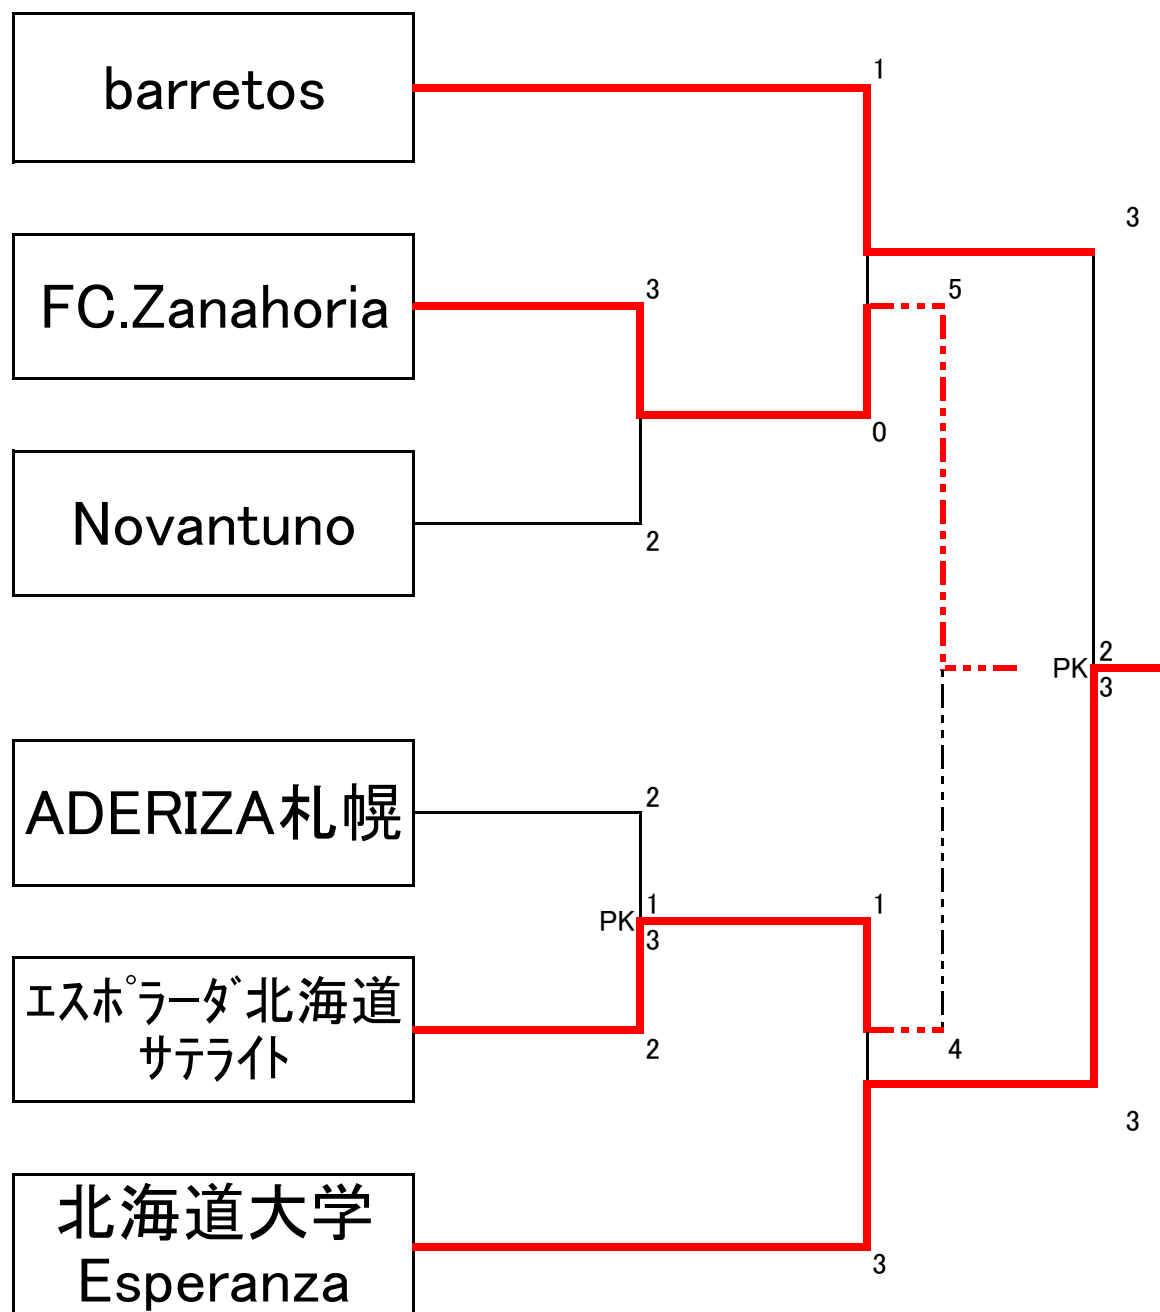 barretos
1
3
FC.Zanahoria
3
5
0
Novantuno
2
2
PK
3
ADERIZA札幌
2
1
PK
3
1
エスポラーダ北海道
サテライト
2
4
3
北海道大学
Esperanza
3